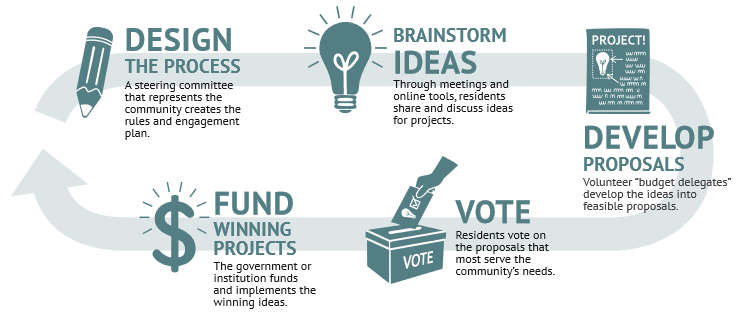 DESIGN
THE PROCESS
A steering committee
that represents the
community creates the
rules and engagement
plan.
BRAINSTORM
IDEAS
Through meetings and
online tools, residents
share and discuss ideas
for projects.
PROJECT!
DEVELOP
PROPOSALS
Volunteer “budget delegates”
develop the ideas into
feasible proposals.
VOTE
VOTE
Residents vote on
the proposals that
most serve the
community’s needs.
$
FUND
WINNING
PROJECTS
The government or
institution funds
and implements the
winning ideas.